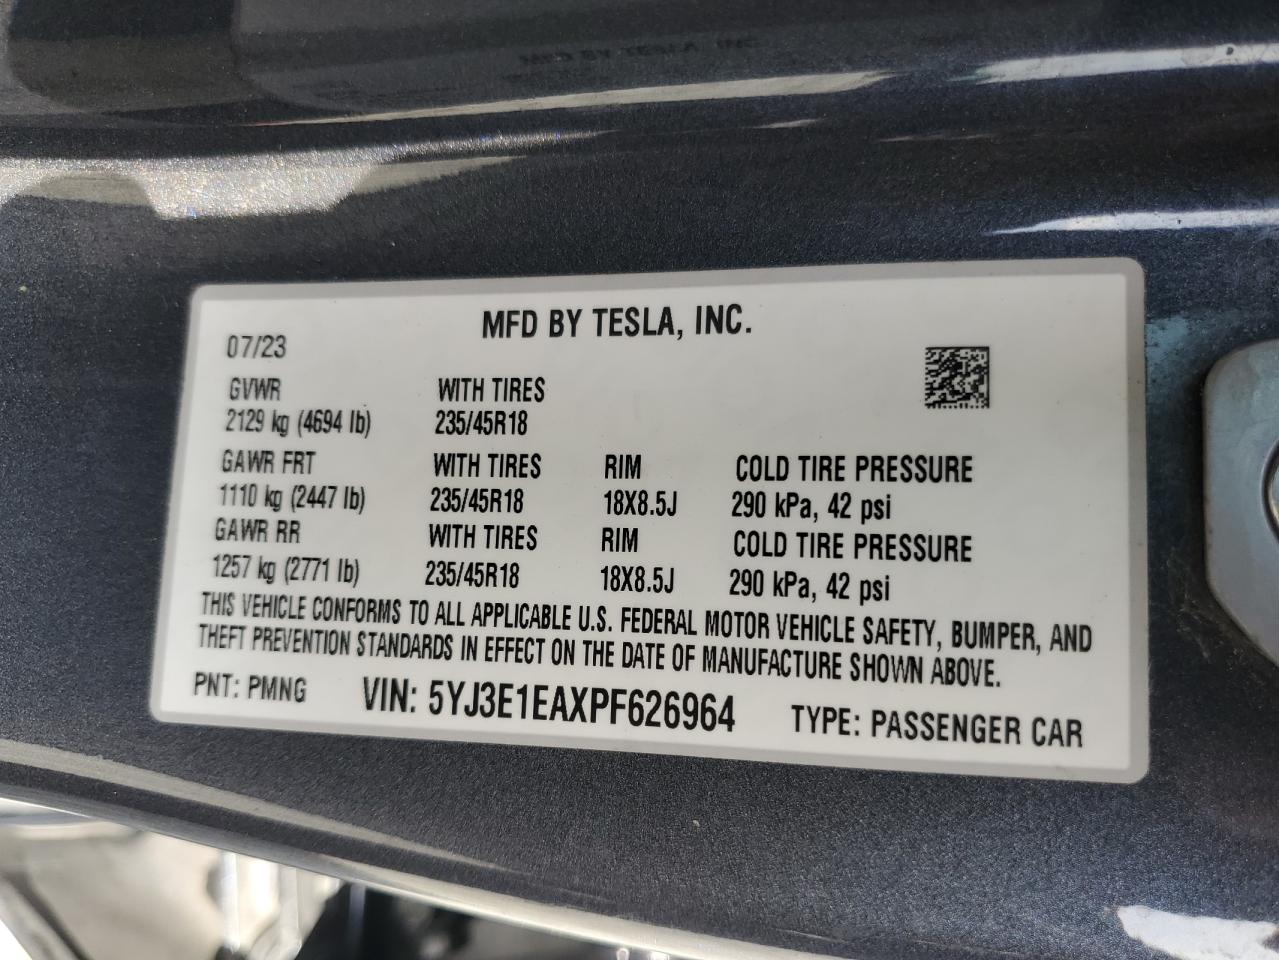 MFD BY TESLA, INC.
07/23
GVWR WITH TIRES
2129 kg (4694 lb) 235/45R18
GAWR FRT WITH TIRES RIM COLD TIRE PRESSURE
1110 kg (2447 lb) 235/45R18 18X8.5J 290 kPa, 42 psi
GAWR RR WITH TIRES RIM COLD TIRE PRESSURE
1257 kg (2771 lb) 235/45R18 18X8.5J 290 kPa, 42 psi
THIS VEHICLE CONFORMS TO ALL APPLICABLE U.S. FEDERAL MOTOR VEHICLE SAFETY, BUMPER, AND
THEFT PREVENTION STANDARDS IN EFFECT ON THE DATE OF MANUFACTURE SHOWN ABOVE.
PNT: PMNG VIN: 5YJ3E1EAXPF626964 TYPE: PASSENGER CAR